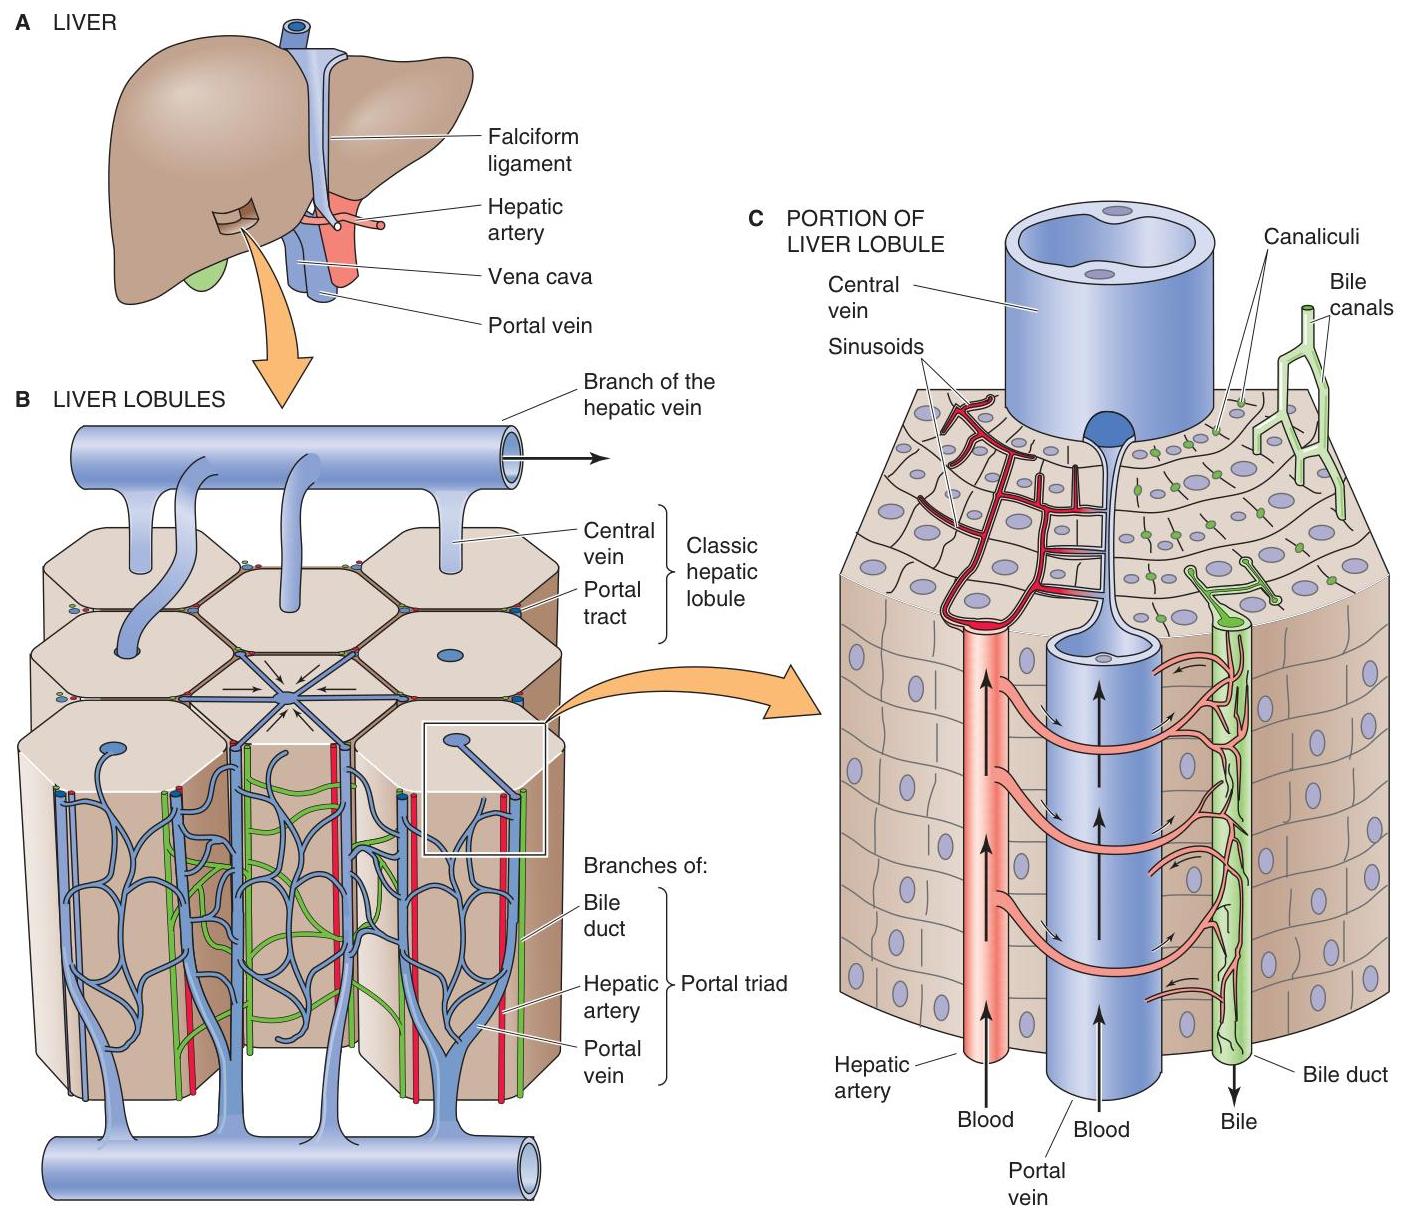 A LIVER
Falciform
ligament
Hepatic
artery
Vena cava
Portal vein
B LIVER LOBULES
Branch of the
hepatic vein
Central
vein
Portal
tract
Classic
hepatic
lobule
Branches of:
Bile
duct
Hepatic
artery
Portal
vein
Portal triad
C PORTION OF
LIVER LOBULE
Central
vein
Sinusoids
Canaliculi
Bile
canals
Hepatic
artery
Blood
Blood
Portal
vein
Bile duct
Bile